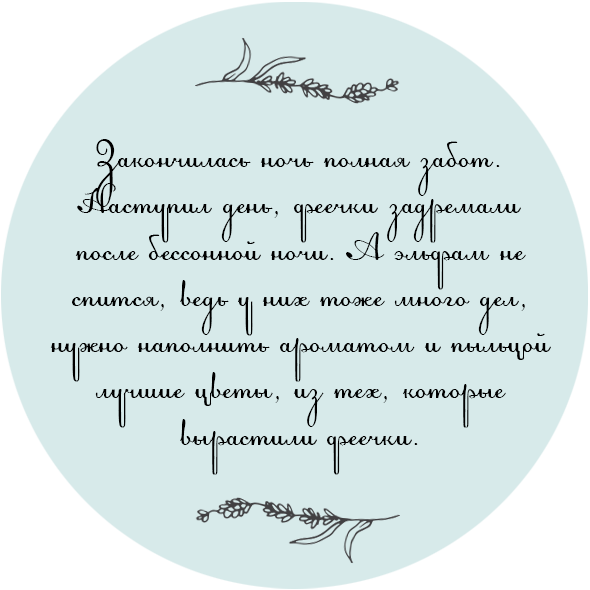 Закончилась ночь полная забот.
Наступил день, феечки задремали
после бессонной ночи. А эльфам не
спится, ведь у них тоже много дел,
нужно наполнить ароматом и пыльцой
лучшие цветы, из тех, которые
вырастили феечки.